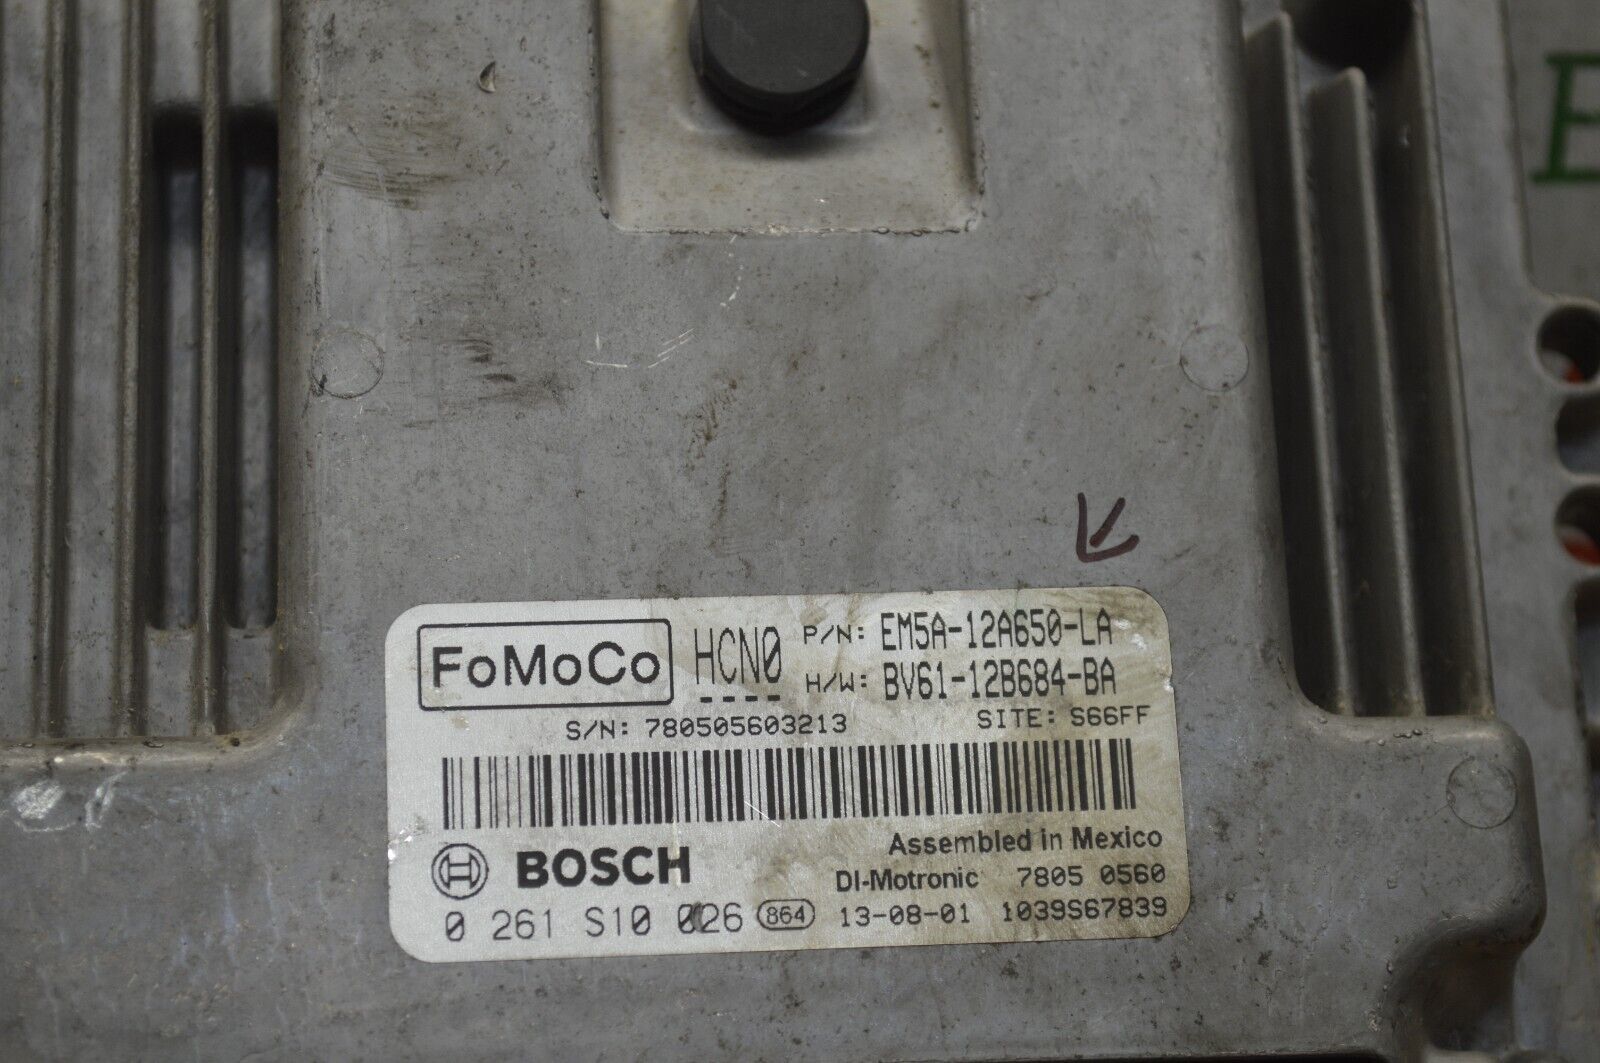 E
FoMoCo HCN0 P/N: EM5A-12A650-LA
H/W: BV61-12B684-BA
S/N: 780505603213 SITE: S66FF
Assembled in Mexico
BOSCH DI-Motronic 7805 0560
0 261 S10 026 864 13-08-01 1039S67839